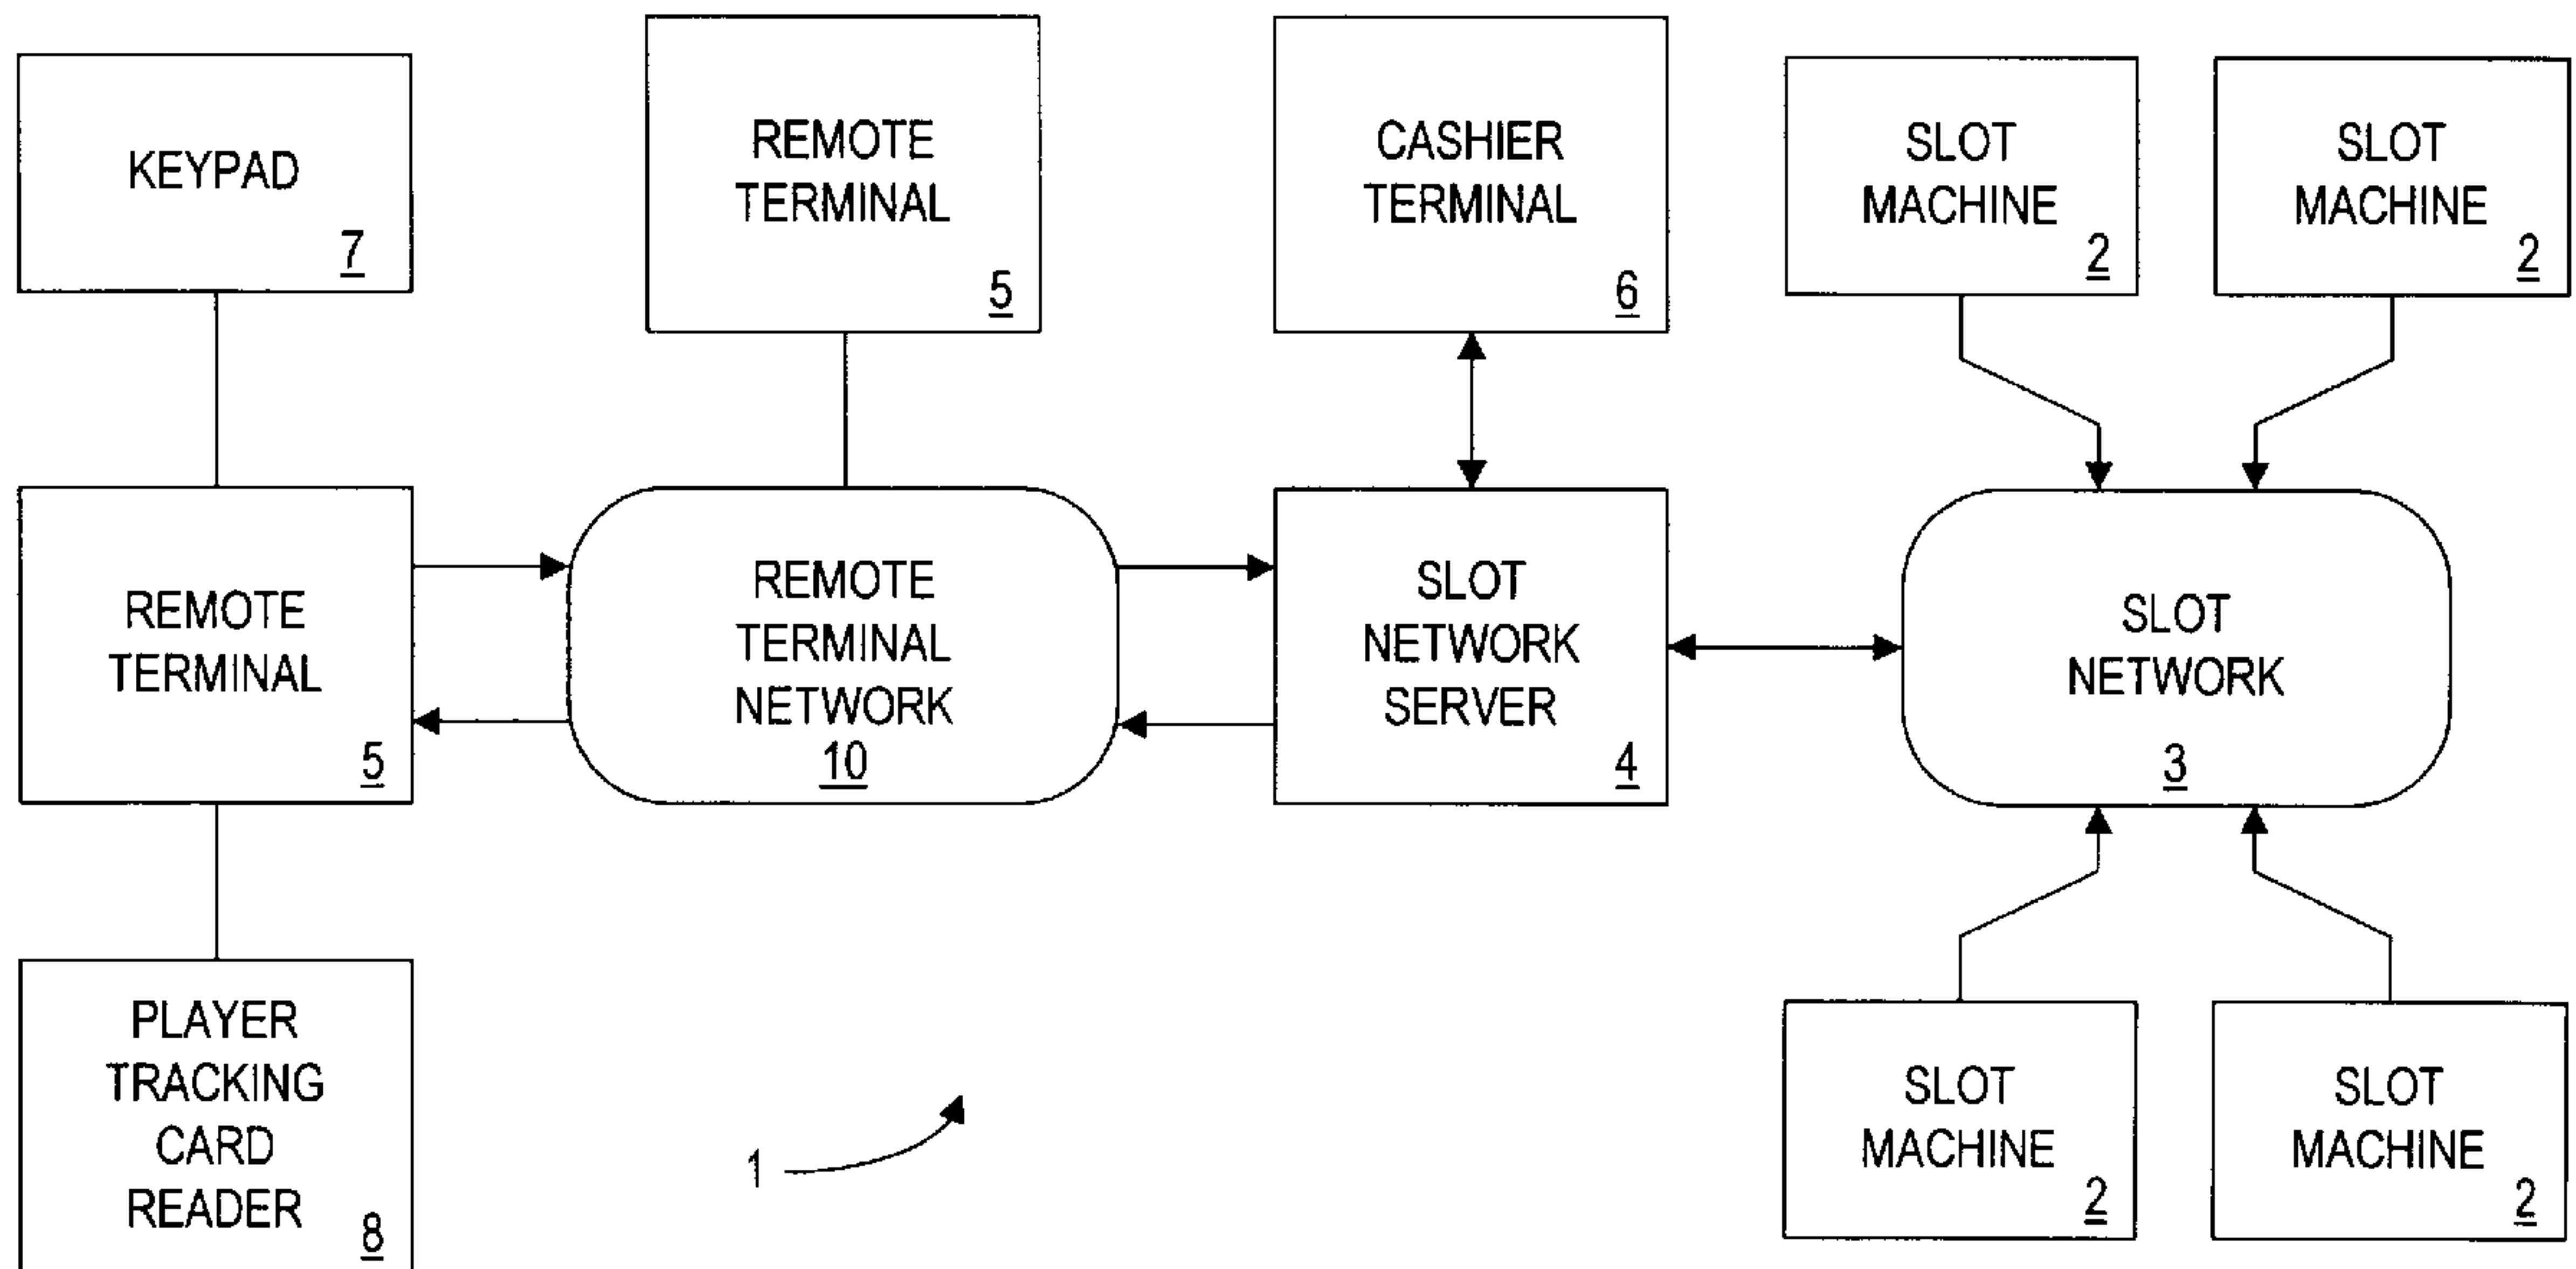 KEYPAD
7
REMOTE
TERMINAL
5
CASHIER
TERMINAL
6
SLOT
MACHINE
2
SLOT
MACHINE
2
REMOTE
TERMINAL
5
REMOTE
TERMINAL
NETWORK
10
SLOT
NETWORK
SERVER
4
SLOT
NETWORK
3
PLAYER
TRACKING
CARD
READER
8
1
SLOT
MACHINE
2
SLOT
MACHINE
2